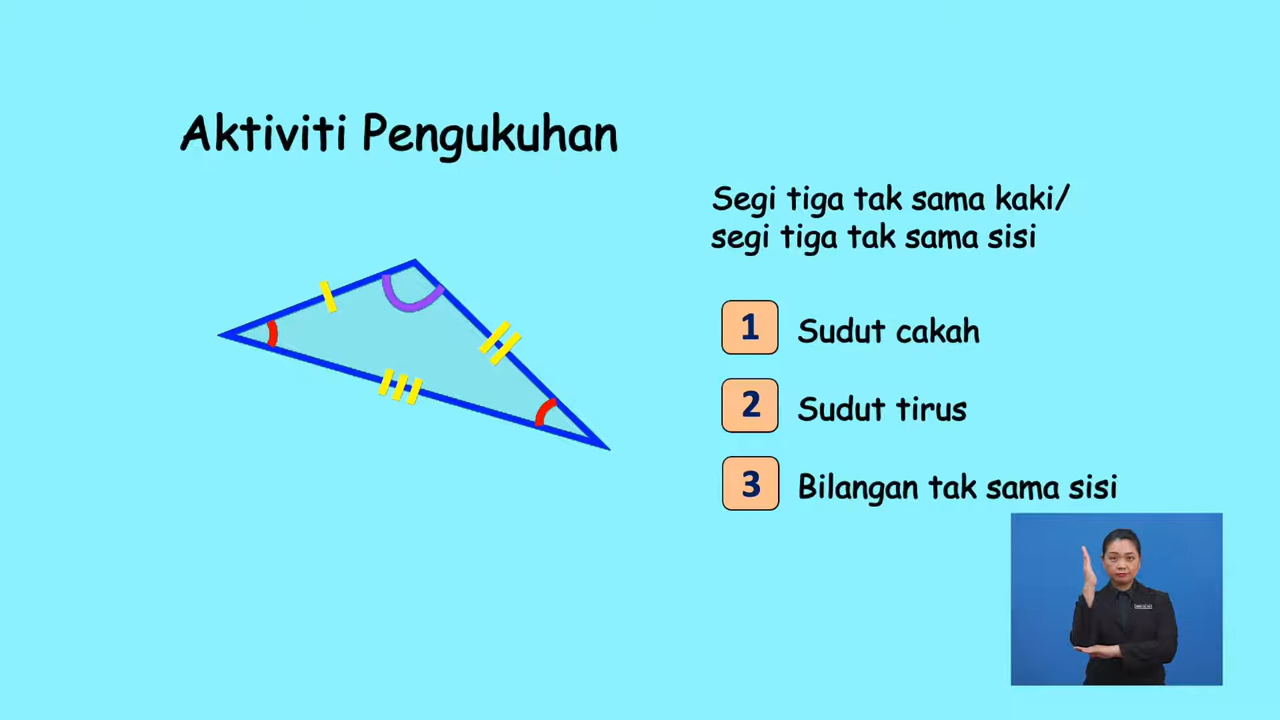 Aktiviti Pengukuhan
Segi tiga tak sama kaki/
segi tiga tak sama sisi
1 Sudut cakah
2 Sudut tirus
3 Bilangan tak sama sisi